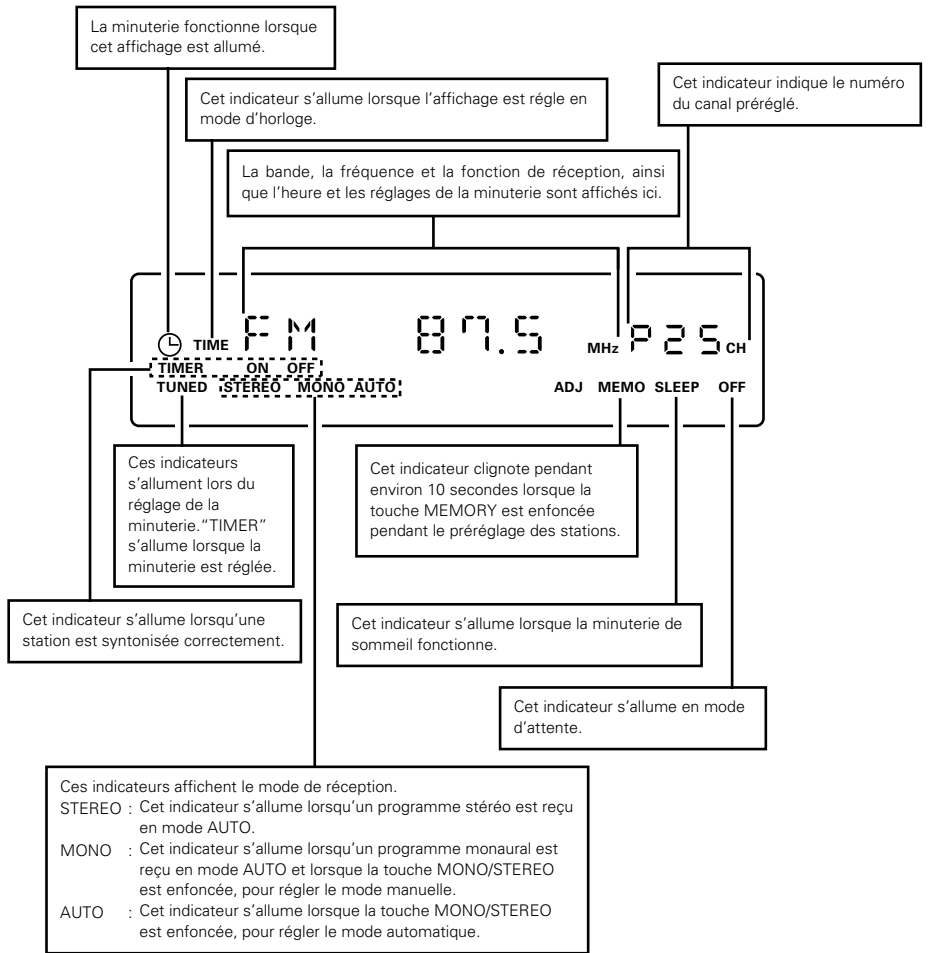 La minuterie fonctionne lorsque
cet affichage est allumé.
Cet indicateur s'allume lorsque l'affichage est régle en
mode d'horloge.
Cet indicateur indique le numéro
du canal préréglé.
La bande, la fréquence et la fonction de réception, ainsi
que l'heure et les réglages de la minuterie sont affichés ici.
TIME FM 87.5 MHz P25 CH
TIMER ON OFF
TUNED STEREO MONO AUTO ADJ MEMO SLEEP OFF
Ces indicateurs
s'allument lors du
réglage de la
minuterie."TIMER"
s'allume lorsque la
minuterie est réglée.
Cet indicateur clignote pendant
environ 10 secondes lorsque la
touche MEMORY est enfoncée
pendant le préréglage des stations.
Cet indicateur s'allume lorsqu'une
station est syntonisée correctement.
Cet indicateur s'allume lorsque la minuterie de
sommeil fonctionne.
Cet indicateur s'allume en mode
d'attente.
Ces indicateurs affichent le mode de réception.
STEREO : Cet indicateur s'allume lorsqu'un programme stéréo est reçu
en mode AUTO.
MONO : Cet indicateur s'allume lorsqu'un programme monaural est
reçu en mode AUTO et lorsque la touche MONO/STEREO
est enfoncée, pour régler le mode manuelle.
AUTO : Cet indicateur s'allume lorsque la touche MONO/STEREO
est enfoncée, pour régler le mode automatique.